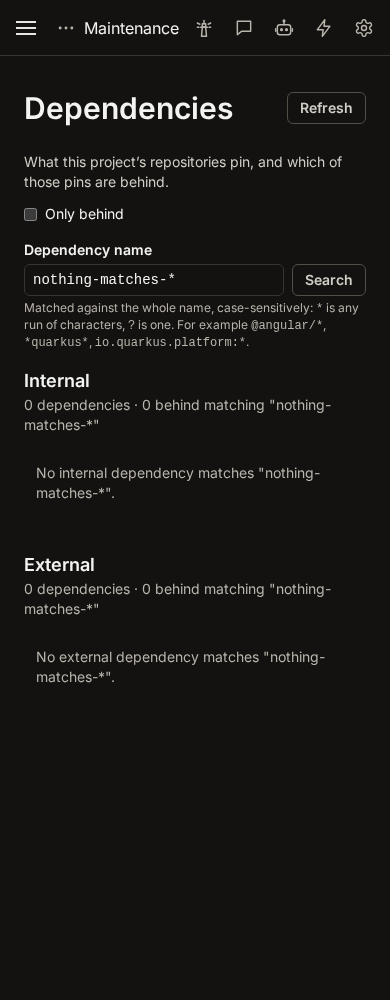 Maintenance
Dependencies
Refresh
What this project’s repositories pin, and which of
those pins are behind.
Only behind
Dependency name
nothing-matches-*
Search
Matched against the whole name, case-sensitively: * is any
run of characters, ? is one. For example @angular/*,
*quarkus*, io.quarkus.platform:*.
Internal
0 dependencies · 0 behind matching "nothing-
matches-*"
No internal dependency matches "nothing-
matches-*".
External
0 dependencies · 0 behind matching "nothing-
matches-*"
No external dependency matches "nothing-
matches-*".